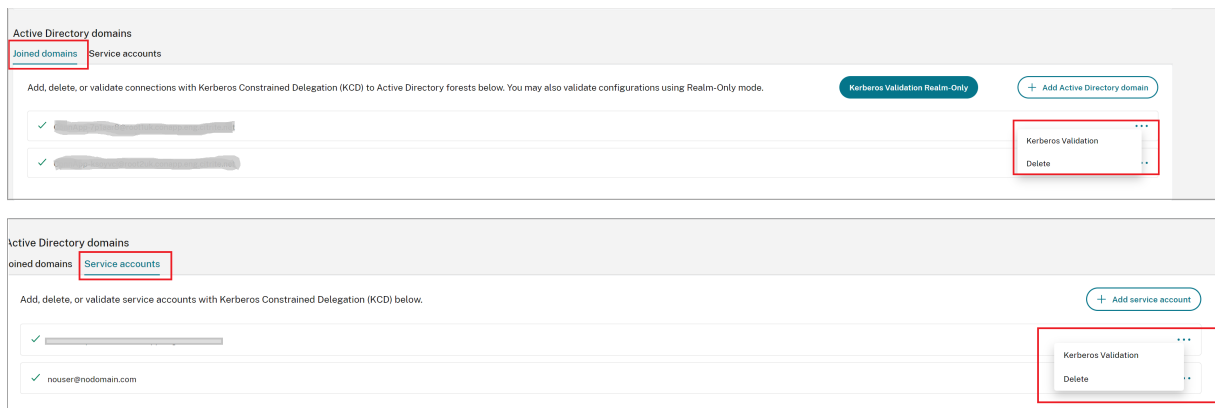 Active Directory domains
Joined domains Service accounts
Add, delete, or validate connections with Kerberos Constrained Delegation (KCD) to Active Directory forests below. You may also validate configurations using Realm-Only mode. Kerberos Validation Realm-Only + Add Active Directory domain
Kerberos Validation
Delete
Active Directory domains
oined domains Service accounts
Add, delete, or validate service accounts with Kerberos Constrained Delegation (KCD) below. + Add service account
Kerberos Validation
nouser@nodomain.com Delete